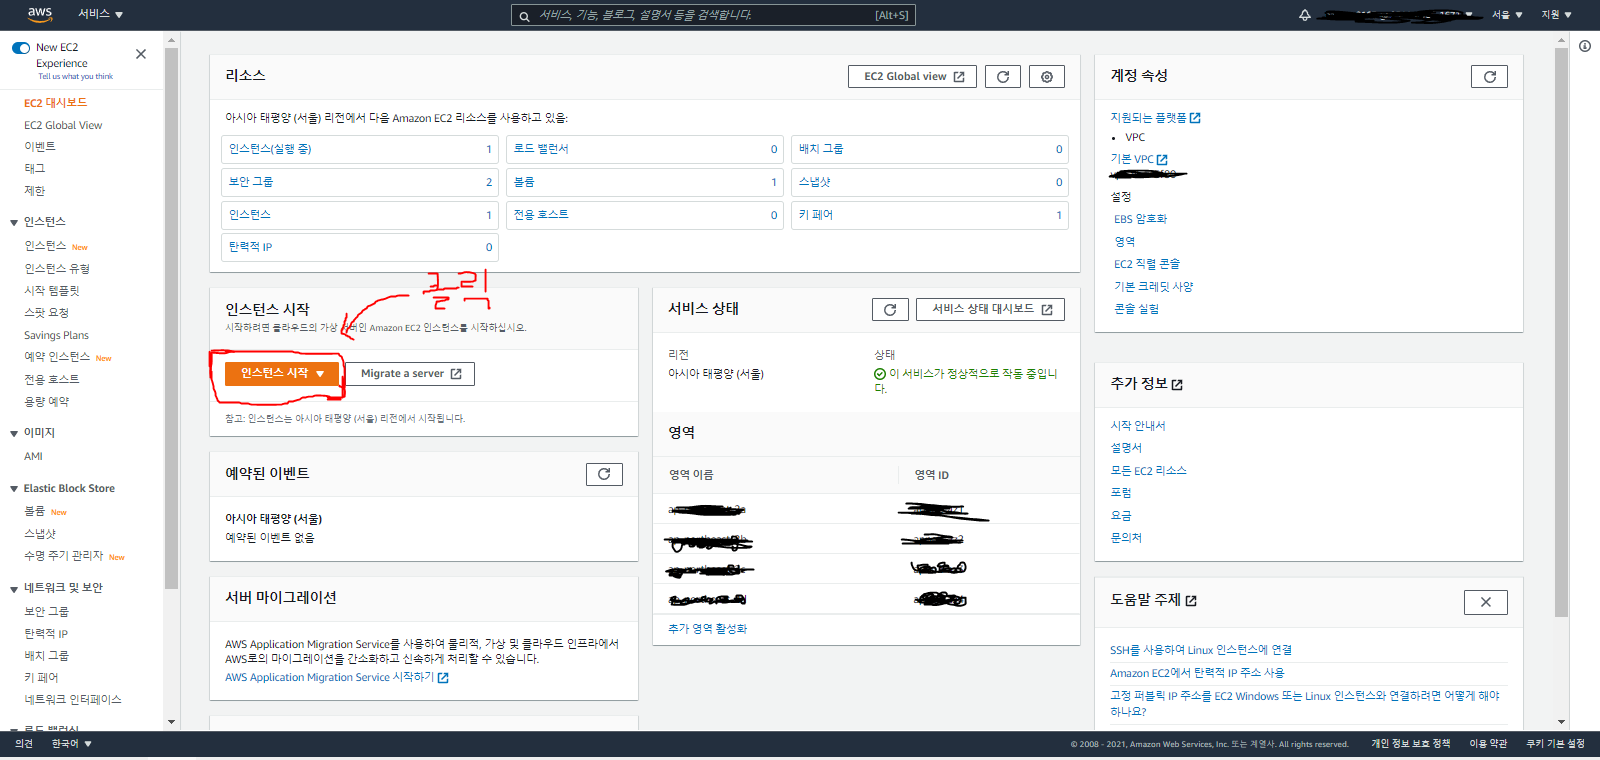 aws
서비스 ▼
서비스, 기능, 블로그, 설명서 등을 검색합니다.
[Alt+S]
서울 ▼
지원 ▼
New EC2
Experience
Tell us what you think
EC2 대시보드
EC2 Global View
이벤트
태그
제한
인스턴스
인스턴스 New
인스턴스 유형
시작 템플릿
스팟 요청
Savings Plans
예약 인스턴스 New
전용 호스트
용량 예약
이미지
AMI
Elastic Block Store
볼륨 New
스냅샷
수명 주기 관리자 New
네트워크 및 보안
보안 그룹
탄력적 IP
배치 그룹
키 페어
네트워크 인터페이스
로드 밸런싱
리소스
EC2 Global view
아시아 태평양 (서울) 리전에서 다음 Amazon EC2 리소스를 사용하고 있음:
인스턴스(실행 중) 1
로드 밸런서 0
배치 그룹 0
보안 그룹 2
볼륨 1
스냅샷 0
인스턴스 1
전용 호스트 0
키 페어 1
탄력적 IP 0
클릭
인스턴스 시작
시작하려면 클라우드의 가상 서버인 Amazon EC2 인스턴스를 시작하십시오.
인스턴스 시작 ▼
Migrate a server
참고: 인스턴스는 아시아 태평양 (서울) 리전에서 시작됩니다.
예약된 이벤트
아시아 태평양 (서울)
예약된 이벤트 없음
서버 마이그레이션
AWS Application Migration Service를 사용하여 물리적, 가상 및 클라우드 인프라에서
AWS로의 마이그레이션을 간소화하고 신속하게 처리할 수 있습니다.
AWS Application Migration Service 시작하기
서비스 상태
서비스 상태 대시보드
리전
상태
아시아 태평양 (서울)
이 서비스가 정상적으로 작동 중입니
다.
영역
영역 이름
영역 ID
추가 영역 활성화
계정 속성
지원되는 플랫폼
• VPC
기본 VPC
설정
EBS 암호화
영역
EC2 직렬 콘솔
기본 크레딧 사양
콘솔 실험
추가 정보
시작 안내서
설명서
모든 EC2 리소스
포럼
요금
문의처
도움말 주제
SSH를 사용하여 Linux 인스턴스에 연결
Amazon EC2에서 탄력적 IP 주소 사용
고정 퍼블릭 IP 주소를 EC2 Windows 또는 Linux 인스턴스와 연결하려면 어떻게 해야
하나요?
의견
한국어 ▼
© 2008 - 2021, Amazon Web Services, Inc. 또는 계열사. All rights reserved.
개인 정보 보호 정책
이용 약관
쿠키 기본 설정